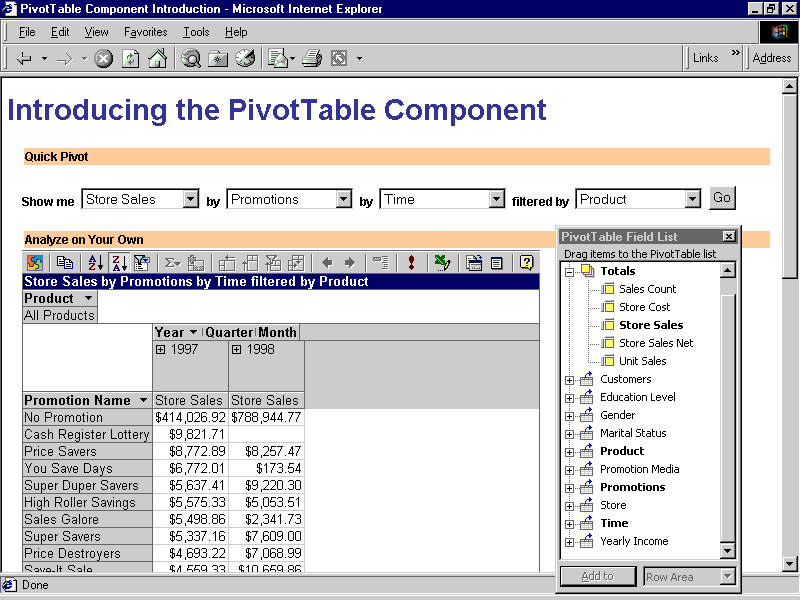 PivotTable Component Introduction - Microsoft Internet Explorer
File Edit View Favorites Tools Help
Links » Address
Introducing the PivotTable Component
Quick Pivot
Show me Store Sales by Promotions by Time filtered by Product Go
Analyze on Your Own
Store Sales by Promotions by Time filtered by Product
Product
All Products
Year Quarter Month
1997 1998
Promotion Name Store Sales Store Sales
No Promotion $414,026.92 $788,944.77
Cash Register Lottery $9,821.71
Price Savers $8,772.89 $8,257.47
You Save Days $6,772.01 $173.54
Super Duper Savers $5,637.41 $9,220.30
High Roller Savings $5,575.33 $5,053.51
Sales Galore $5,498.86 $2,341.73
Super Savers $5,337.16 $7,609.00
Price Destroyers $4,693.22 $7,068.99
Save-It Sale $4,559.33 $10,659.86
PivotTable Field List
Drag items to the PivotTable list
Totals
Sales Count
Store Cost
Store Sales
Store Sales Net
Unit Sales
Customers
Education Level
Gender
Marital Status
Product
Promotion Media
Promotions
Store
Time
Yearly Income
Add to Row Area
Done